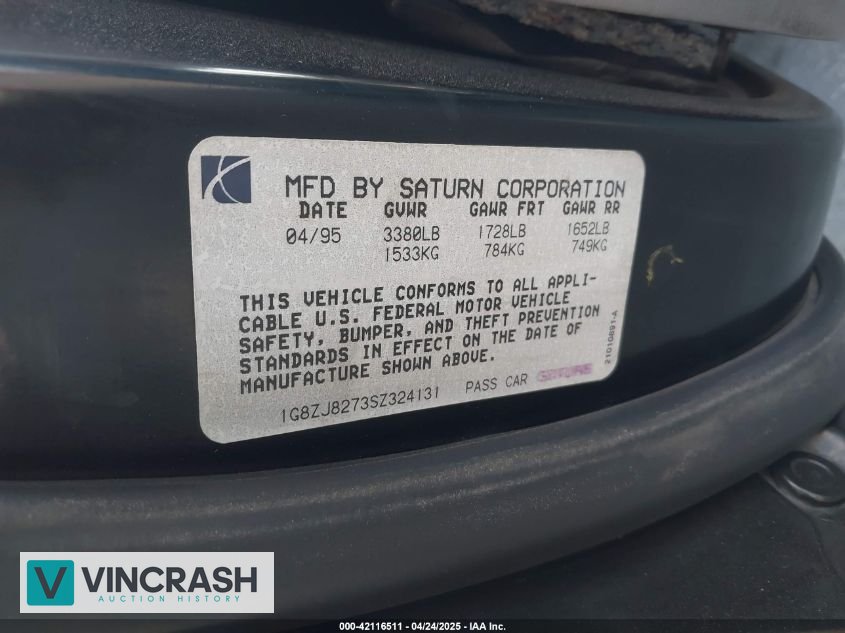 MFD BY SATURN CORPORATION
DATE GVWR GAWR FRT GAWR RR
04/95 3380LB 1728LB 1652LB
1533KG 784KG 749KG
THIS VEHICLE CONFORMS TO ALL APPLI-
CABLE U.S. FEDERAL MOTOR VEHICLE
SAFETY, BUMPER, AND THEFT PREVENTION
STANDARDS IN EFFECT ON THE DATE OF
MANUFACTURE SHOWN ABOVE.
1G8ZJ8273SZ324131 PASS CAR
21010891-A
V VINCRASH
AUCTION HISTORY
000-42116511 - 04/24/2025 - IAA Inc.